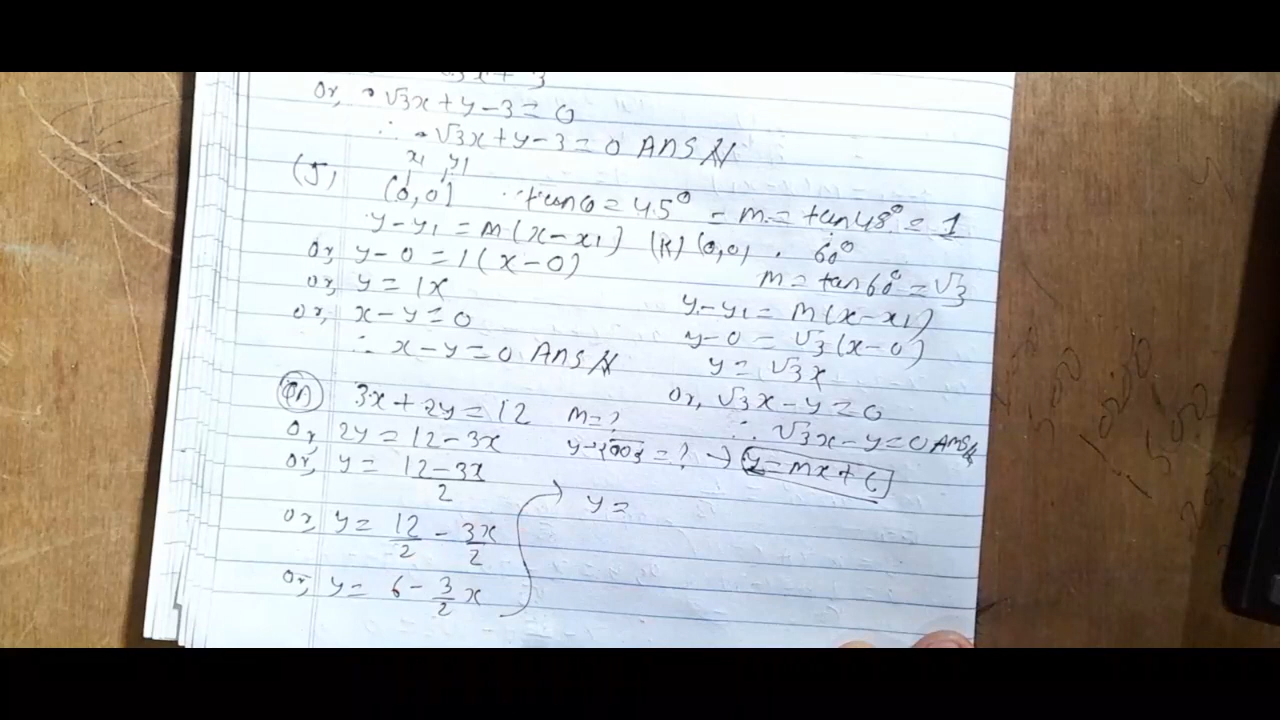 Or, √3x + y - 3 = 0
∴ √3x + y - 3 = 0 ANS
x₁ y₁
(J) (0,0) tanθ = 45° = m = tan45° = 1
y - y₁ = m(x - x₁)
Or, y - 0 = 1(x - 0)
Or, y = 1x
Or, x - y = 0
∴ x - y = 0 ANS
(K) (0,0) , 60°
m = tan60° = √3
y - y₁ = m(x - x₁)
y - 0 = √3(x - 0)
y = √3x
Or, √3x - y = 0
∴ √3x - y = 0 ANS
3x + 2y = 12 m = ?
Or, 2y = 12 - 3x
= ? → y = mx + c
Or, y = (12 - 3x)/2
Or, y = 12/2 - 3x/2
Or, y = 6 - 3/2 x
y =